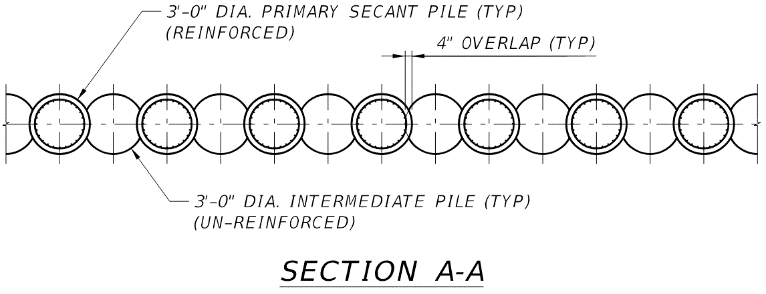 3'-0" DIA. PRIMARY SECANT PILE (TYP)
(REINFORCED)
4" OVERLAP (TYP)
3'-0" DIA. INTERMEDIATE PILE (TYP)
(UN-REINFORCED)
SECTION A-A